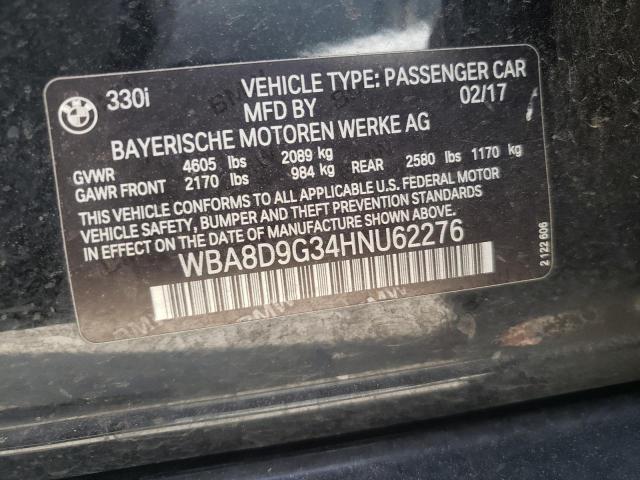 BMW 330i VEHICLE TYPE: PASSENGER CAR
MFD BY 02/17
BAYERISCHE MOTOREN WERKE AG
GVWR 4605 lbs 2089 kg
GAWR FRONT 2170 lbs 984 kg REAR 2580 lbs 1170 kg
THIS VEHICLE CONFORMS TO ALL APPLICABLE U.S. FEDERAL MOTOR
VEHICLE SAFETY, BUMPER AND THEFT PREVENTION STANDARDS
IN EFFECT ON THE DATE OF MANUFACTURE SHOWN ABOVE.
WBA8D9G34HNU62276
2 122 606